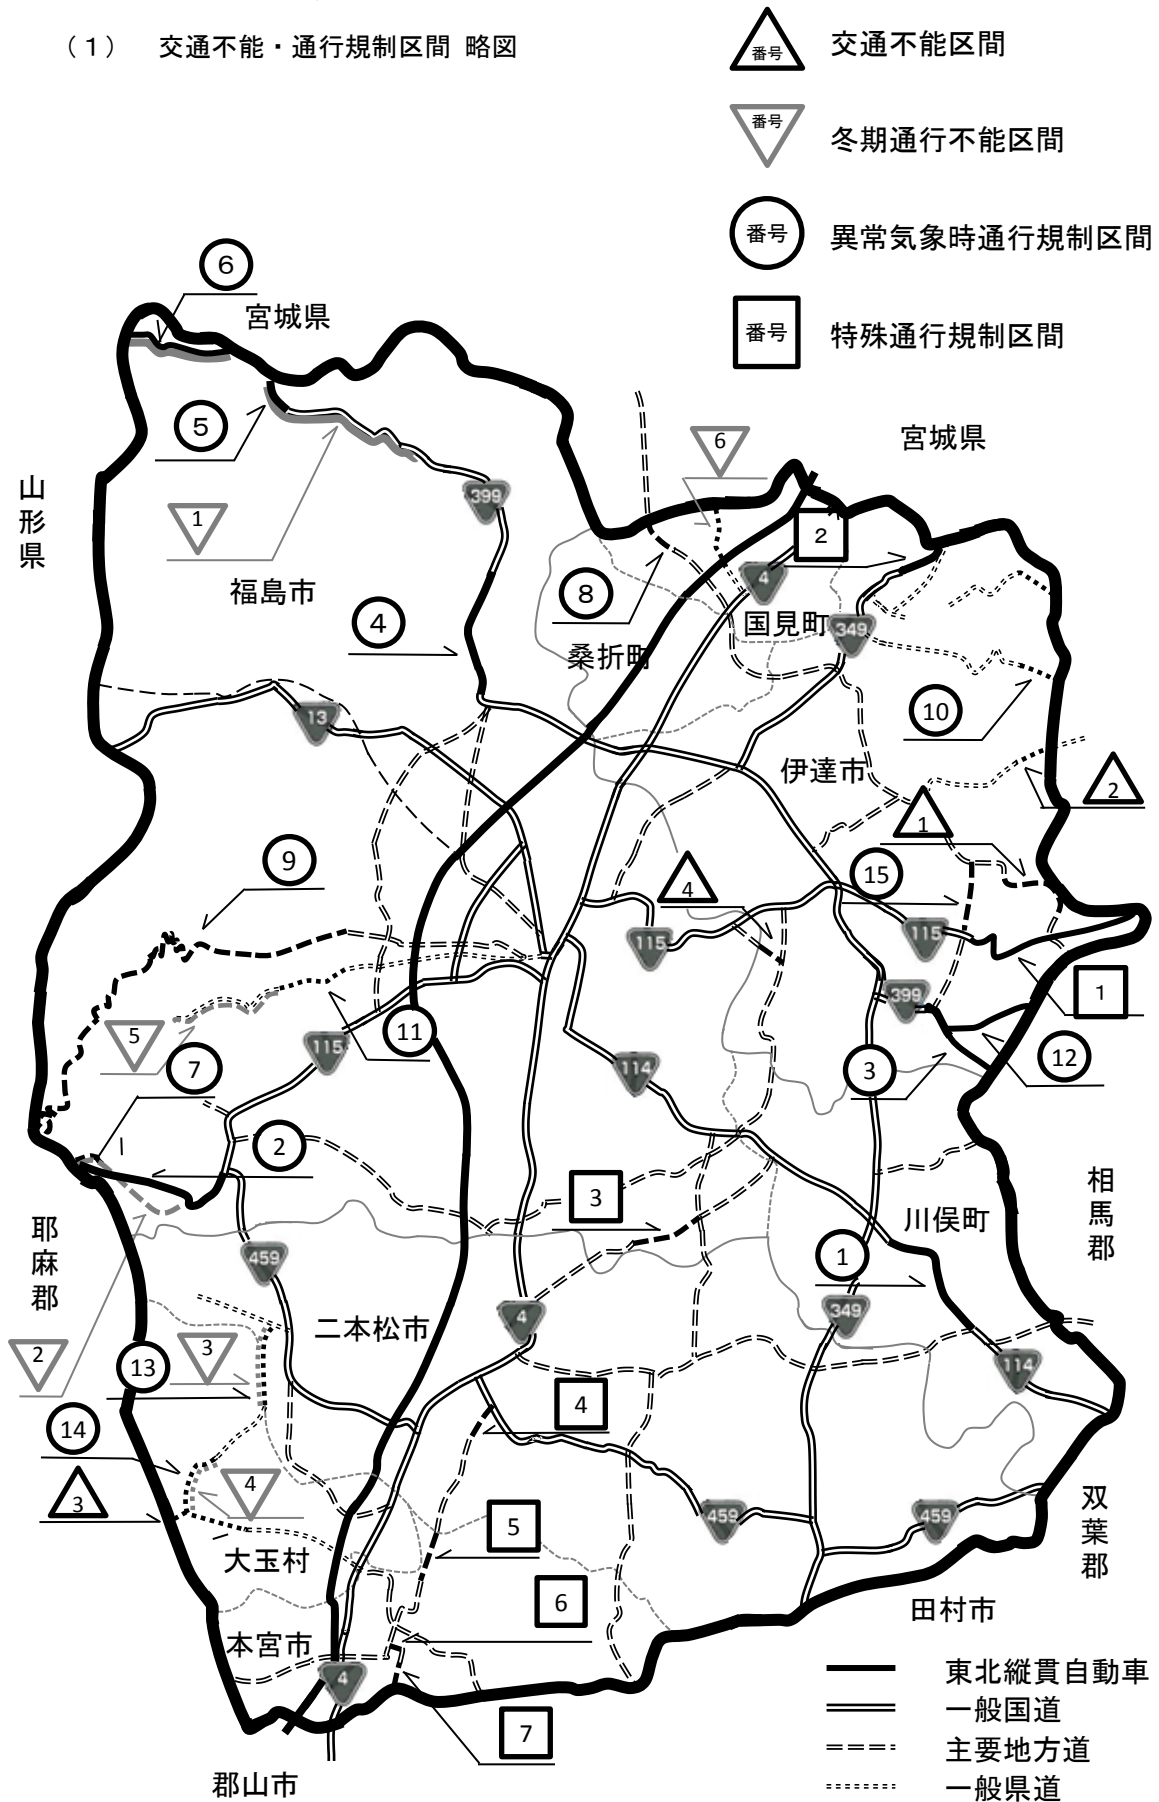 （１）　交通不能・通行規制区間 略図
番号
交通不能区間
番号
冬期通行不能区間
番号
異常気象時通行規制区間
番号
特殊通行規制区間
6
宮城県
5
6
宮城県
山形県
399
1
2
福島市
8
4
4
国見町
349
桑折町
10
13
伊達市
2
1
9
15
4
115
115
399
1
5
11
115
7
114
3
12
2
3
相馬郡
川俣町
耶麻郡
459
1
349
4
二本松市
2
13
3
114
4
14
4
3
459
459
5
双葉郡
大玉村
6
田村市
本宮市
4
7
郡山市
東北縦貫自動車
一般国道
主要地方道
一般県道